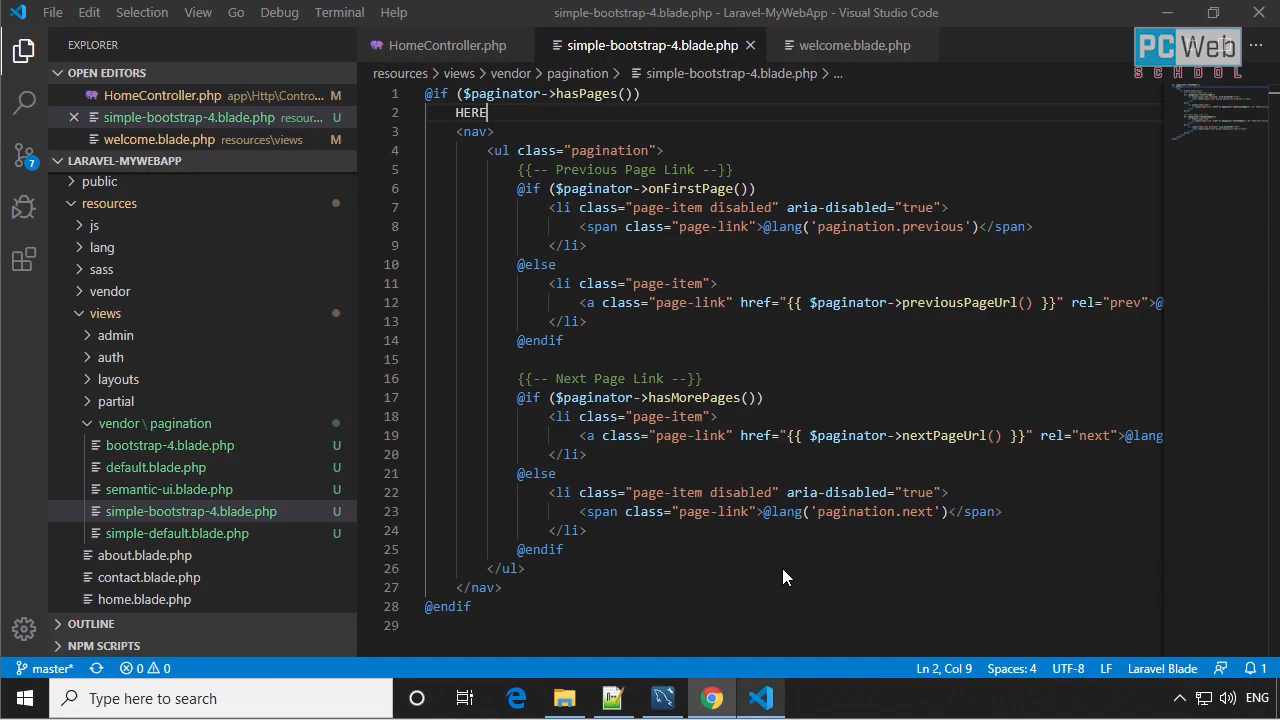 File Edit Selection View Go Debug Terminal Help simple-bootstrap-4.blade.php - Laravel-MyWebApp - Visual Studio Code
EXPLORER
HomeController.php simple-bootstrap-4.blade.php welcome.blade.php
PC Web
SCHOOL
OPEN EDITORS
HomeController.php app\Http\Contro... M
simple-bootstrap-4.blade.php resour... U
welcome.blade.php resources\views M
LARAVEL-MYWEBAPP
public
resources
js
lang
sass
vendor
views
admin
auth
layouts
partial
vendor \ pagination
bootstrap-4.blade.php U
default.blade.php U
semantic-ui.blade.php U
simple-bootstrap-4.blade.php U
simple-default.blade.php U
about.blade.php
contact.blade.php
home.blade.php
OUTLINE
NPM SCRIPTS
7
resources > views > vendor > pagination > simple-bootstrap-4.blade.php > ...
1 @if ($paginator->hasPages())
2 HERE
3 <nav>
4 <ul class="pagination">
5 {{-- Previous Page Link --}}
6 @if ($paginator->onFirstPage())
7 <li class="page-item disabled" aria-disabled="true">
8 <span class="page-link">@lang('pagination.previous')</span>
9 </li>
10 @else
11 <li class="page-item">
12 <a class="page-link" href="{{ $paginator->previousPageUrl() }}" rel="prev">@
13 </li>
14 @endif
15
16 {{-- Next Page Link --}}
17 @if ($paginator->hasMorePages())
18 <li class="page-item">
19 <a class="page-link" href="{{ $paginator->nextPageUrl() }}" rel="next">@lang
20 </li>
21 @else
22 <li class="page-item disabled" aria-disabled="true">
23 <span class="page-link">@lang('pagination.next')</span>
24 </li>
25 @endif
26 </ul>
27 </nav>
28 @endif
29
master* 0 0 Ln 2, Col 9 Spaces: 4 UTF-8 LF Laravel Blade 1
Type here to search ENG